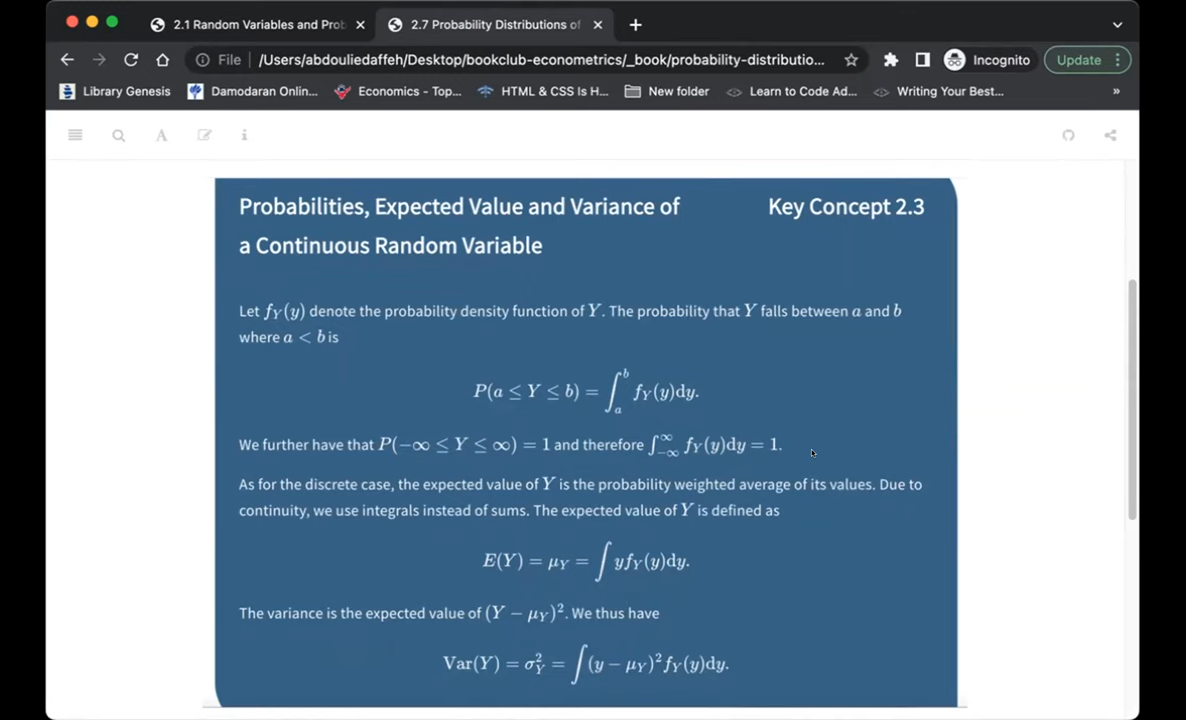 2.1 Random Variables and Prob
2.7 Probability Distributions of
File /Users/abdouliedaffeh/Desktop/bookclub-econometrics/_book/probability-distributio...
Incognito
Update
Library Genesis
Damodaran Onlin...
Economics - Top...
HTML & CSS Is H...
New folder
Learn to Code Ad...
Writing Your Best...
»
Probabilities, Expected Value and Variance of
a Continuous Random Variable
Key Concept 2.3
Let f_Y(y) denote the probability density function of Y. The probability that Y falls between a and b
where a < b is
P(a ≤ Y ≤ b) = ∫_a^b f_Y(y)dy.
We further have that P(−∞ ≤ Y ≤ ∞) = 1 and therefore ∫_{−∞}^{∞} f_Y(y)dy = 1.
As for the discrete case, the expected value of Y is the probability weighted average of its values. Due to
continuity, we use integrals instead of sums. The expected value of Y is defined as
E(Y) = μ_Y = ∫ y f_Y(y)dy.
The variance is the expected value of (Y − μ_Y)². We thus have
Var(Y) = σ_Y² = ∫(y − μ_Y)² f_Y(y)dy.